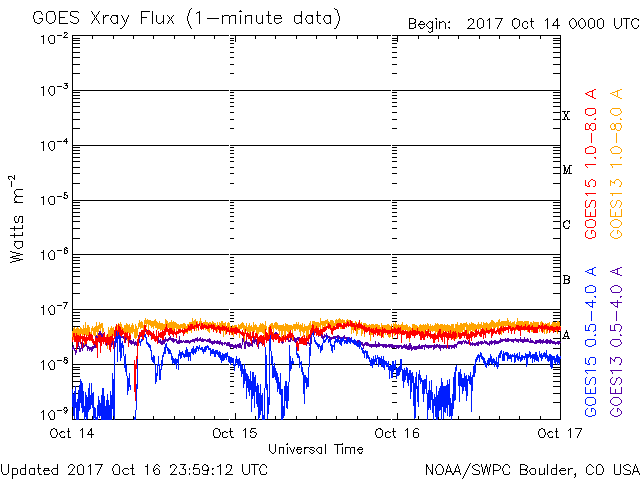 GOES Xray Flux (1-minute data)
Begin: 2017 Oct 14 0000 UTC
10⁻²
10⁻³
10⁻⁴
10⁻⁵
10⁻⁶
10⁻⁷
10⁻⁸
10⁻⁹
Watts m⁻²
X
M
C
B
A
GOES15 1.0-8.0 A
GOES13 1.0-8.0 A
GOES15 0.5-4.0 A
GOES13 0.5-4.0 A
Oct 14 Oct 15 Oct 16 Oct 17
Universal Time
Updated 2017 Oct 16 23:59:12 UTC
NOAA/SWPC Boulder, CO USA